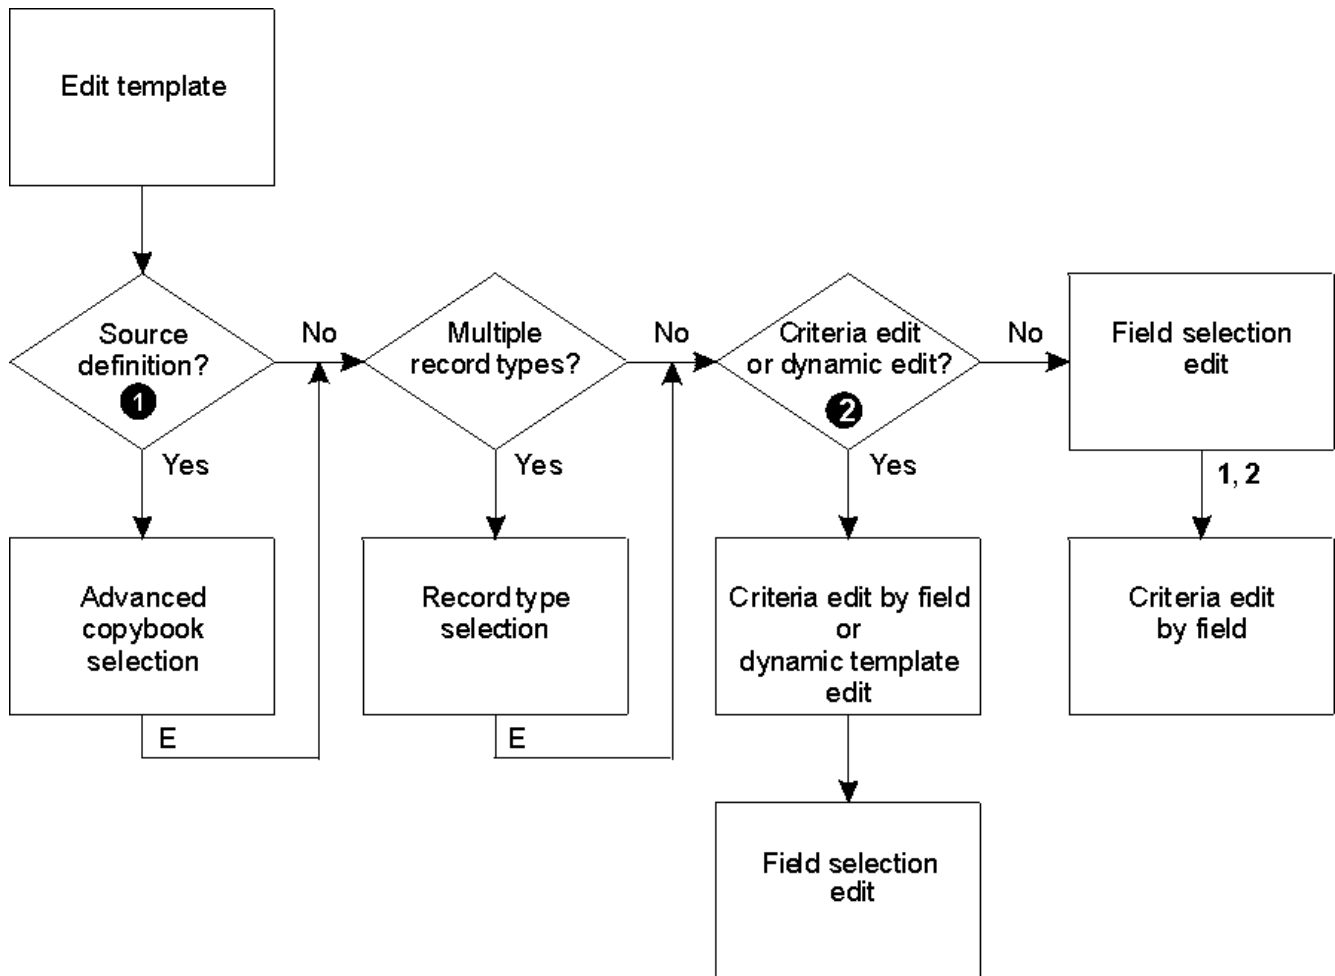 Edit template
Source
definition?
1
No
Multiple
record types?
No
Criteria edit
or dynamic edit?
2
No
Field selection
edit
Yes
Yes
Yes
1, 2
Advanced
copybook
selection
Record type
selection
Criteria edit by field
or
dynamic template
edit
Criteria edit
by field
E
E
Field selection
edit